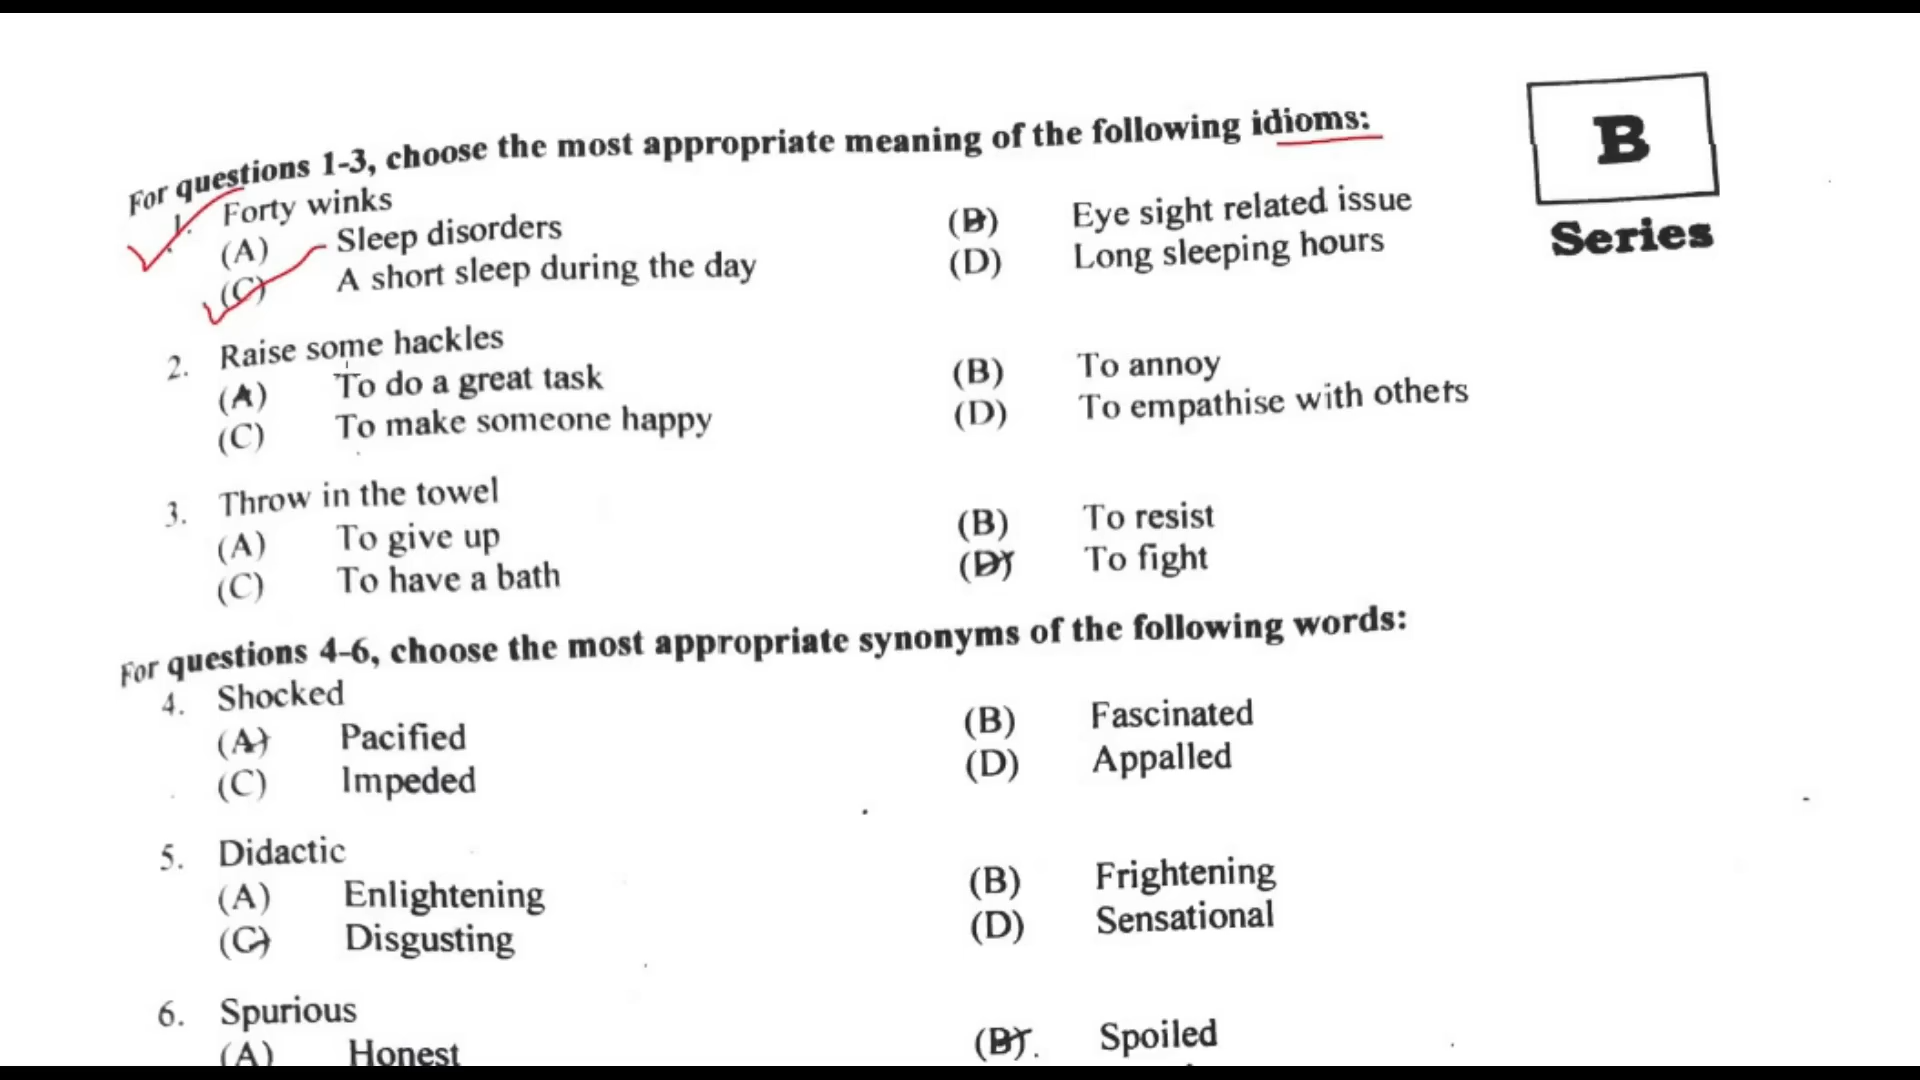 For questions 1-3, choose the most appropriate meaning of the following idioms:
1. Forty winks
(A) Sleep disorders (B) Eye sight related issue
(C) A short sleep during the day (D) Long sleeping hours
B
Series
2. Raise some hackles
(A) To do a great task (B) To annoy
(C) To make someone happy (D) To empathise with others
3. Throw in the towel
(A) To give up (B) To resist
(C) To have a bath (D) To fight
For questions 4-6, choose the most appropriate synonyms of the following words:
4. Shocked
(A) Pacified (B) Fascinated
(C) Impeded (D) Appalled
5. Didactic
(A) Enlightening (B) Frightening
(C) Disgusting (D) Sensational
6. Spurious
(A) Honest (B) Spoiled